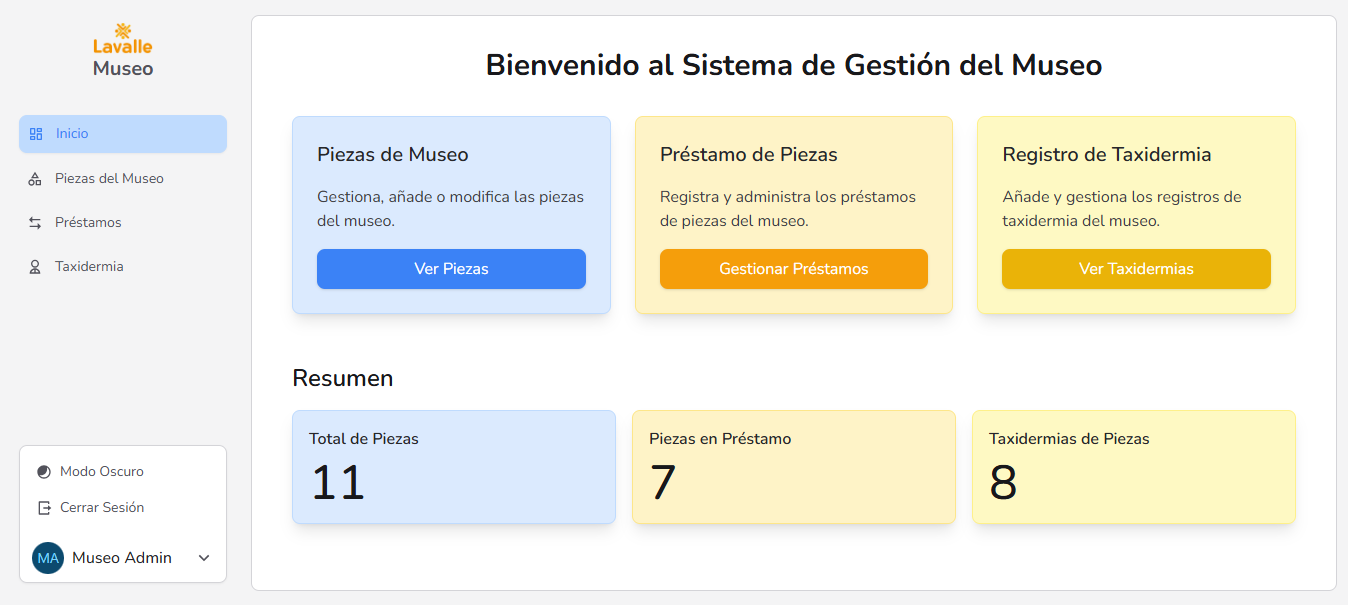 Lavalle
Museo
Inicio
Piezas del Museo
Préstamos
Taxidermia
Modo Oscuro
Cerrar Sesión
MA Museo Admin
Bienvenido al Sistema de Gestión del Museo
Piezas de Museo
Gestiona, añade o modifica las piezas
del museo.
Ver Piezas
Préstamo de Piezas
Registra y administra los préstamos
de piezas del museo.
Gestionar Préstamos
Registro de Taxidermia
Añade y gestiona los registros de
taxidermia del museo.
Ver Taxidermias
Resumen
Total de Piezas
11
Piezas en Préstamo
7
Taxidermias de Piezas
8